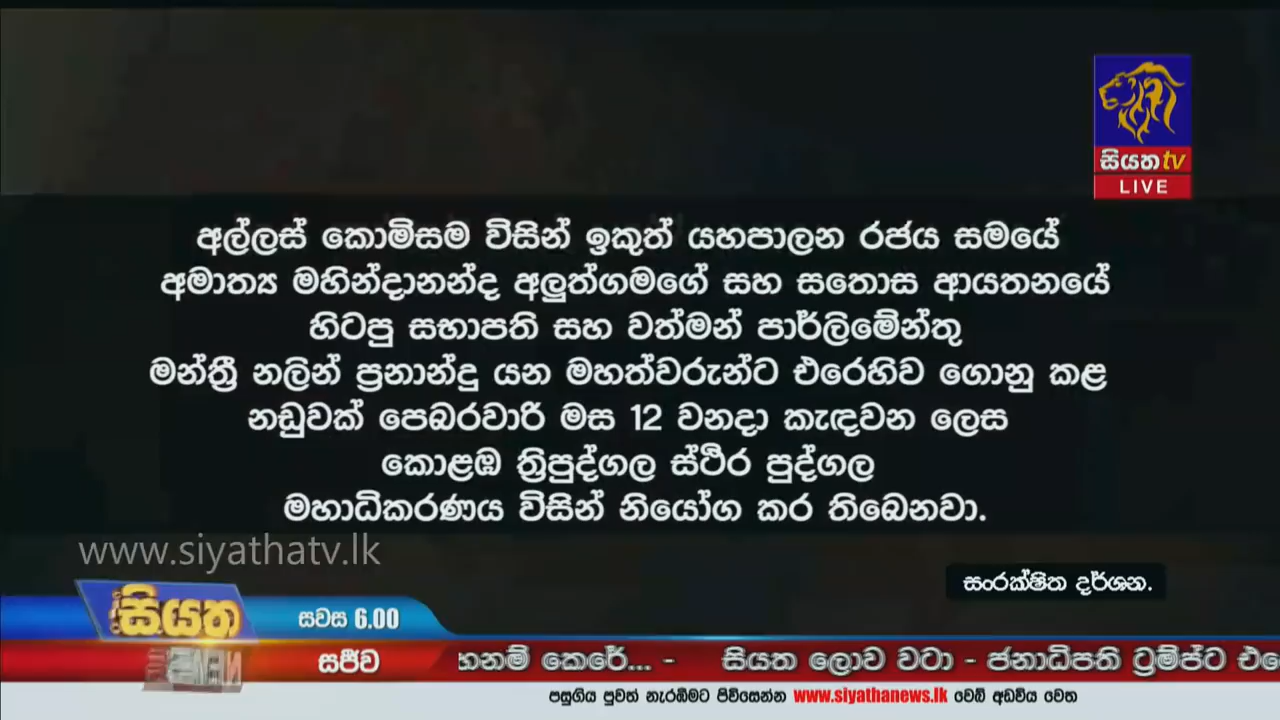 සියත tv
LIVE
අල්ලස් කොමිසම විසින් ඉකුත් යහපාලන රජය සමයේ
අමාත්‍ය මහින්දානන්ද අලුත්ගමගේ සහ සතොස ආයතනයේ
හිටපු සභාපති සහ වත්මන් පාර්ලිමේන්තු
මන්ත්‍රී නලින් ප්‍රනාන්දු යන මහත්වරුන්ට එරෙහිව ගොනු කළ
නඩුවක් පෙබරවාරි මස 12 වනදා කැඳවන ලෙස
කොළඹ ත්‍රිපුද්ගල ස්ථිර පුද්ගල
මහාධිකරණය විසින් නියෝග කර තිබෙනවා.
www.siyathatv.lk
සංරක්ෂිත දර්ශන.
සියත
සවස 6.00
සජීව
හනම් කෙරේ... - සියත ලොව වටා - ජනාධිපති ට්‍රම්ප්ට
පසුගිය පුවත් නැරඹීමට පිවිසෙන්න www.siyathanews.lk වෙබ් අඩවිය වෙත